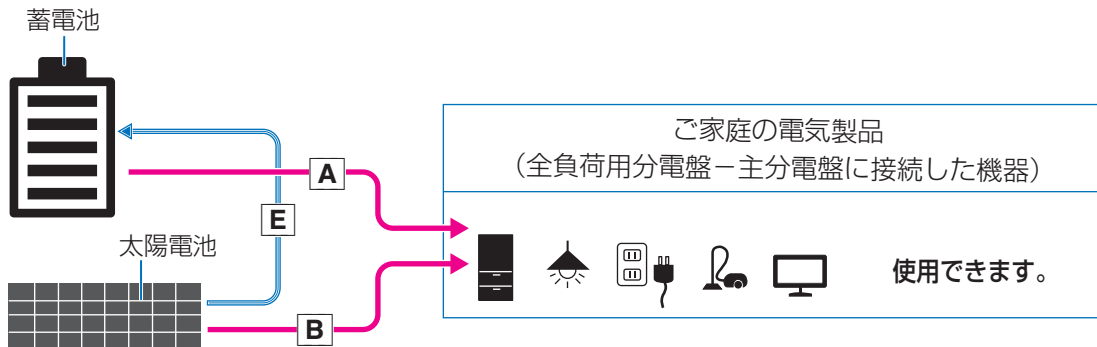 蓄電池
A
E
太陽電池
B
ご家庭の電気製品
（全負荷用分電盤－主分電盤に接続した機器）
使用できます。